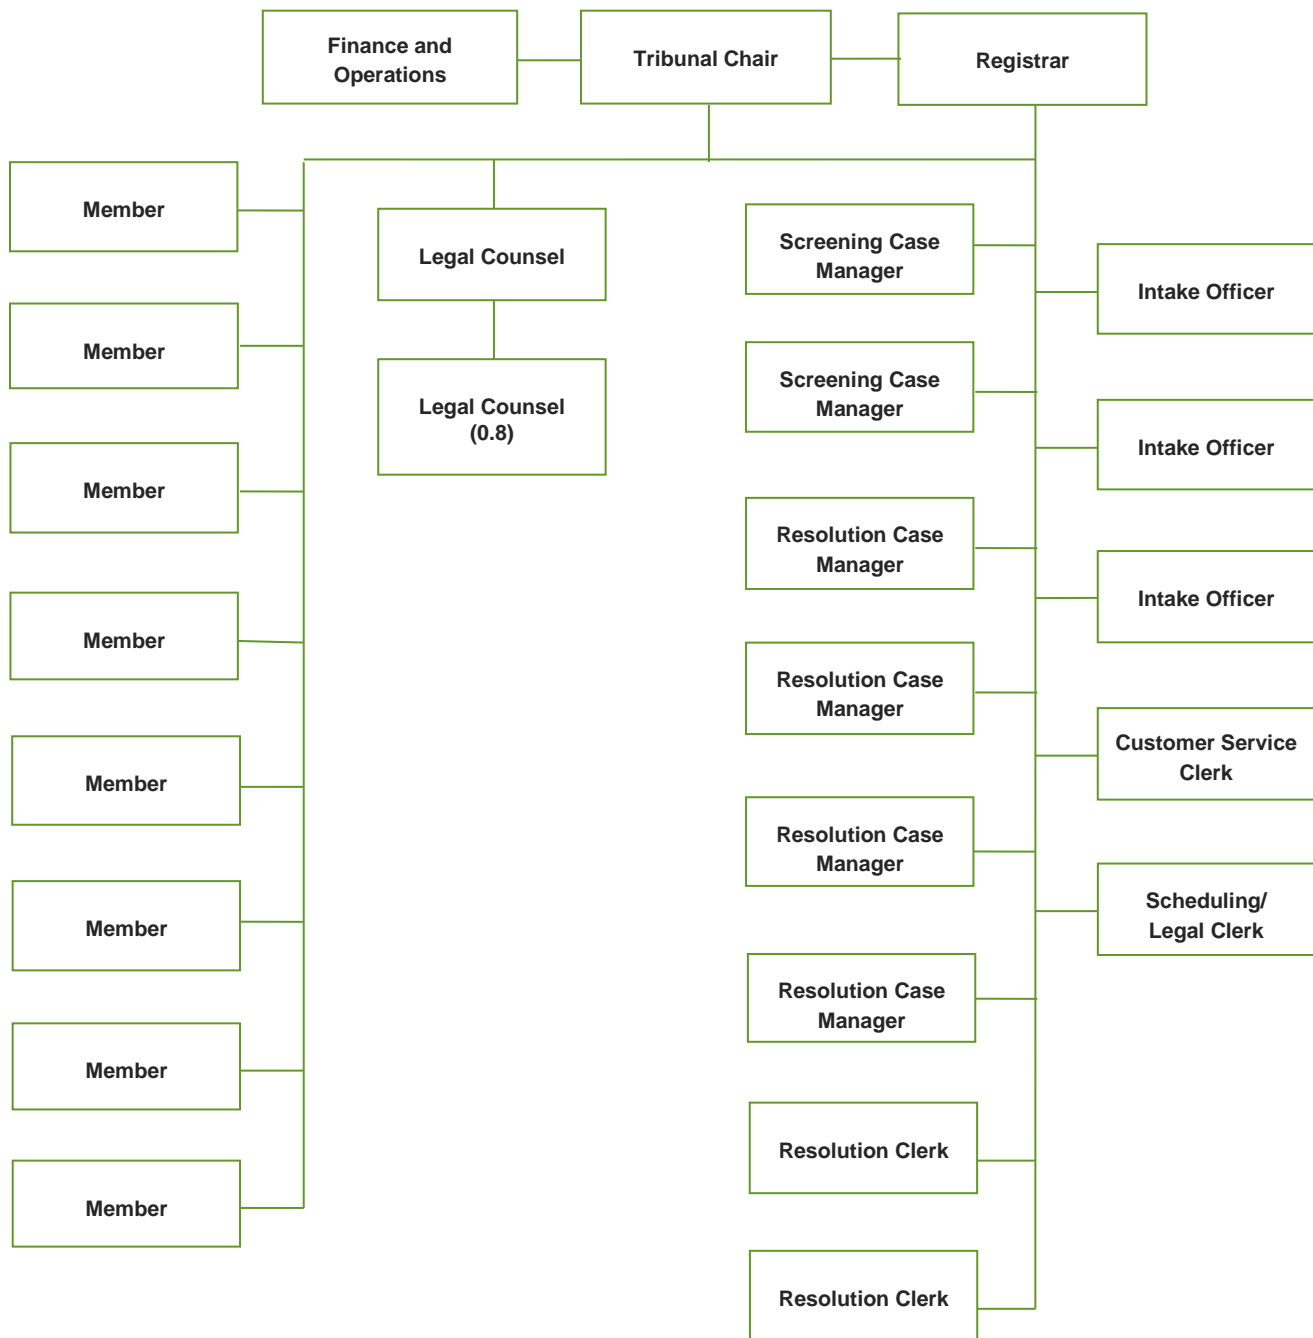 Finance and
Operations
Tribunal Chair
Registrar
Member
Member
Member
Member
Member
Member
Member
Member
Legal Counsel
Legal Counsel
(0.8)
Screening Case
Manager
Screening Case
Manager
Resolution Case
Manager
Resolution Case
Manager
Resolution Case
Manager
Resolution Case
Manager
Resolution Clerk
Resolution Clerk
Intake Officer
Intake Officer
Intake Officer
Customer Service
Clerk
Scheduling/
Legal Clerk